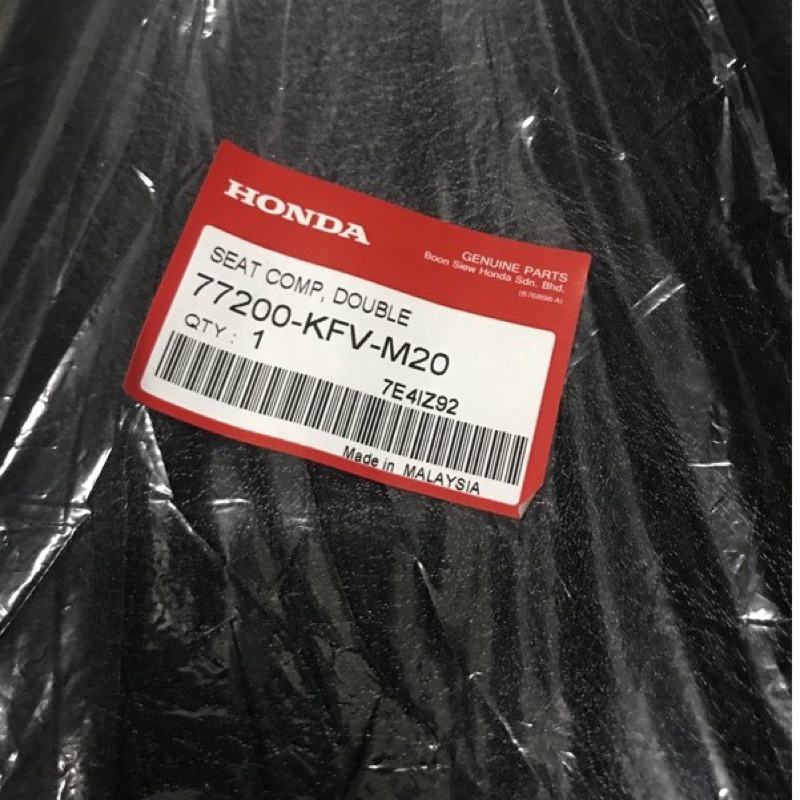 HONDA
GENUINE PARTS
Boon Siew Honda Sdn. Bhd.
(676896-A)
SEAT COMP, DOUBLE
77200-KFV-M20
QTY : 1
7E4IZ92
Made in MALAYSIA